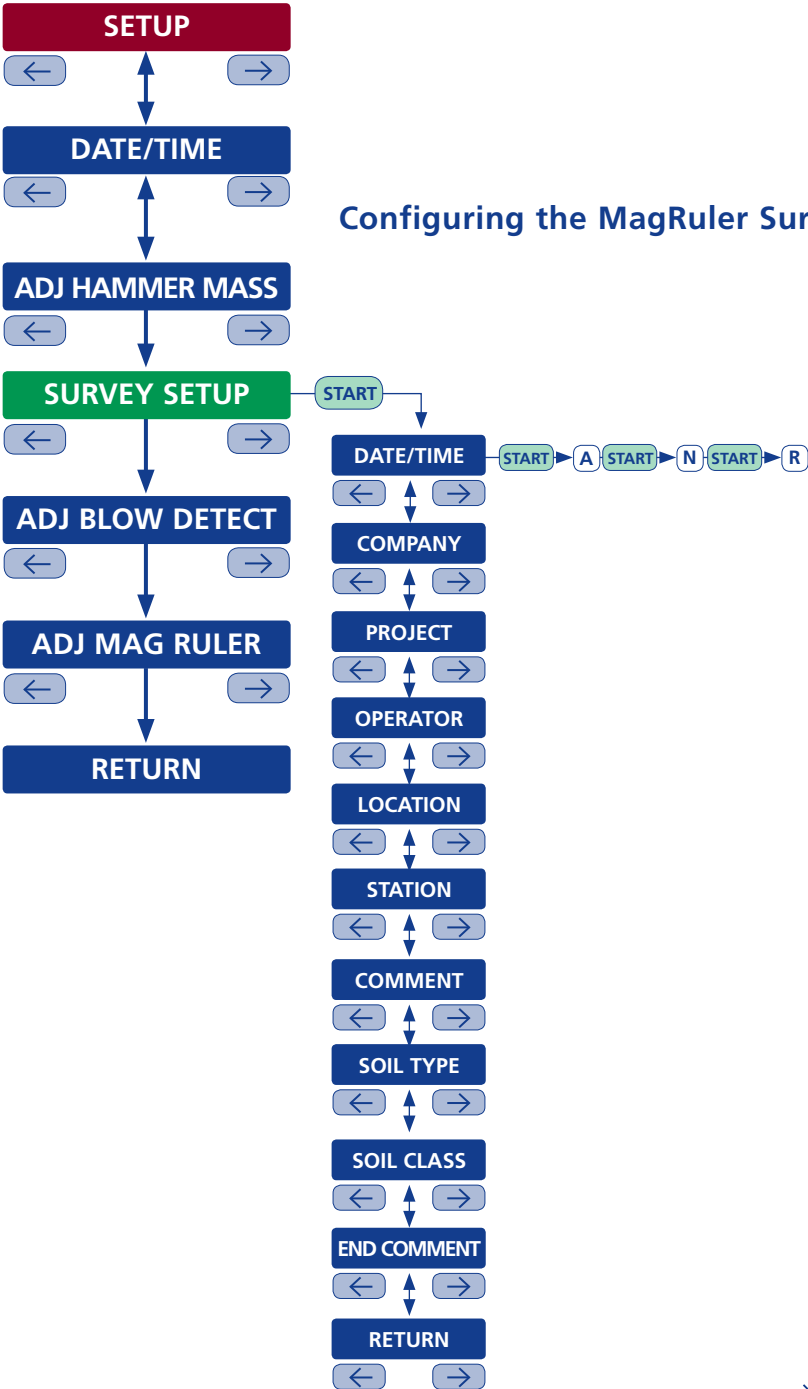 SETUP
DATE/TIME
Configuring the MagRuler Sur
ADJ HAMMER MASS
SURVEY SETUP
START
DATE/TIME
START
A
START
N
START
R
COMPANY
PROJECT
OPERATOR
LOCATION
STATION
COMMENT
SOIL TYPE
SOIL CLASS
END COMMENT
RETURN
ADJ BLOW DETECT
ADJ MAG RULER
RETURN